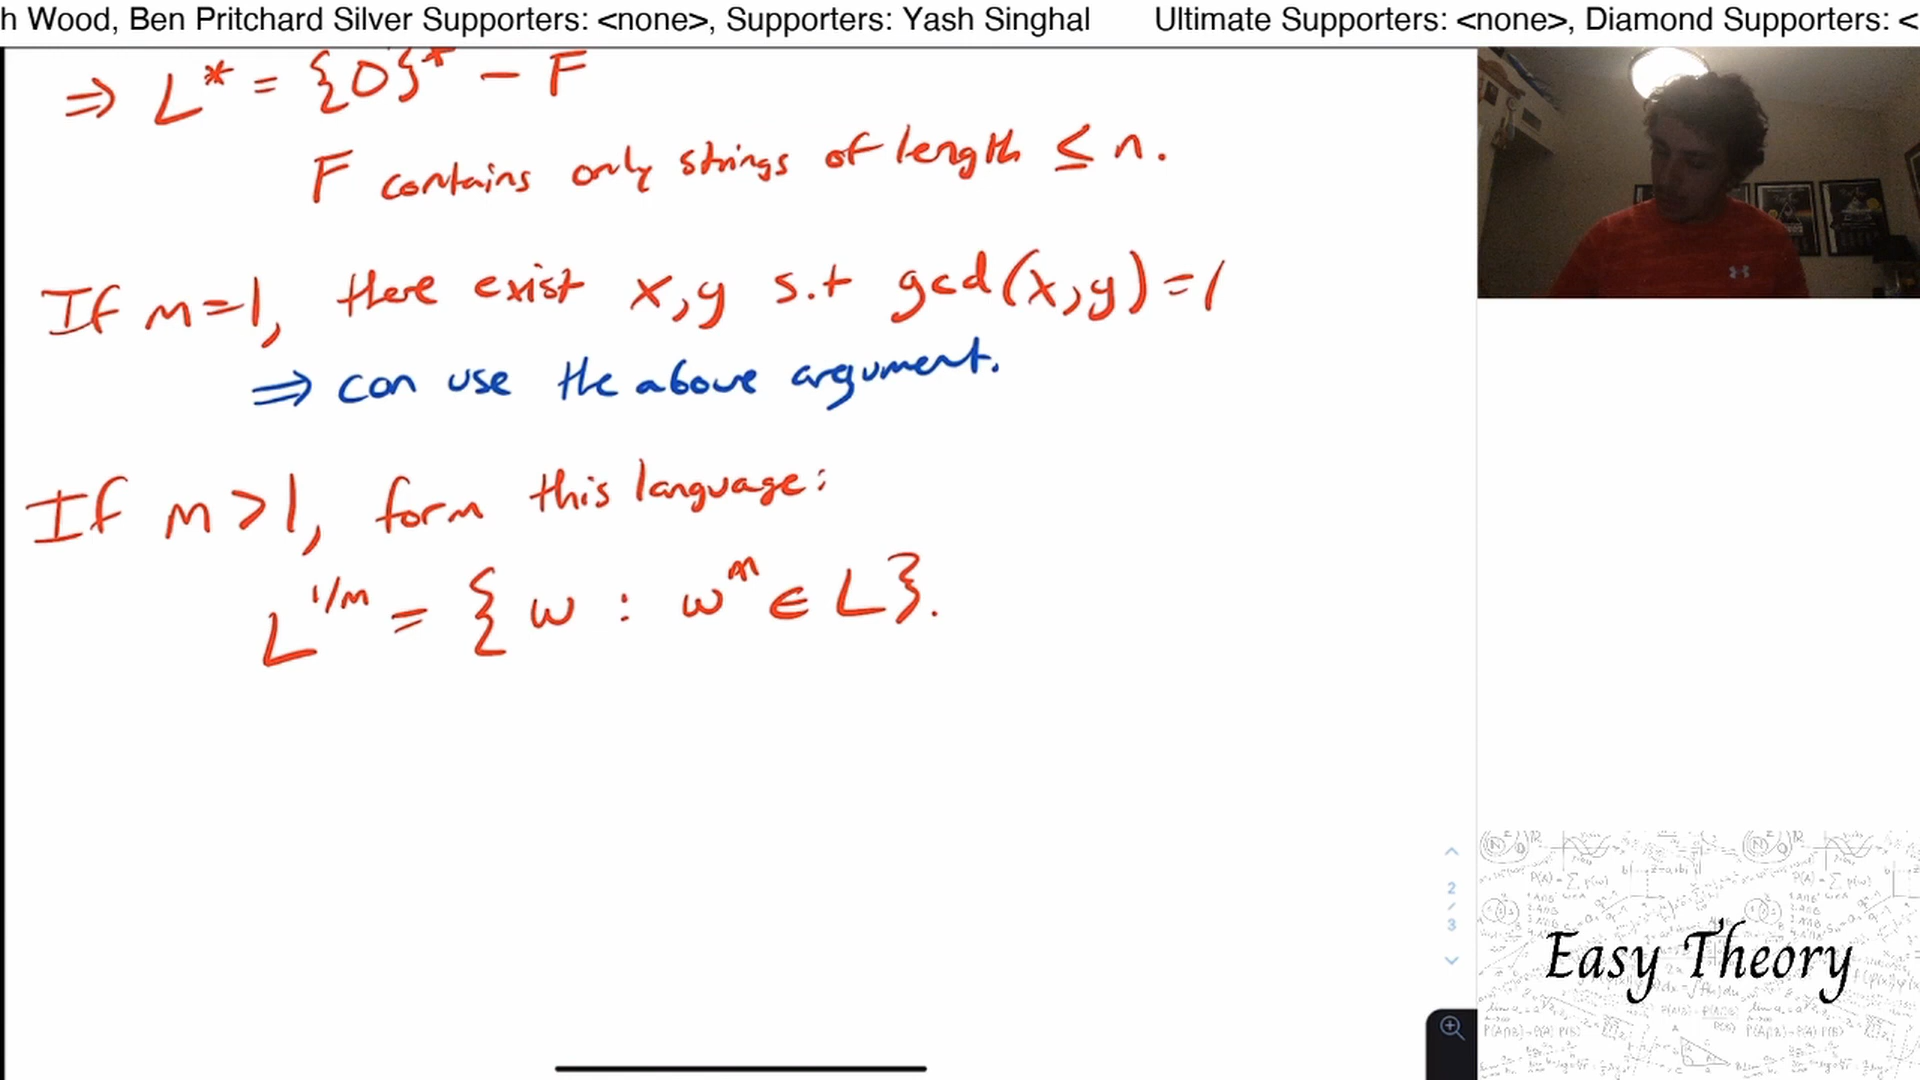 h Wood, Ben Pritchard Silver Supporters: <none>, Supporters: Yash Singhal Ultimate Supporters: <none>, Diamond Supporters: <
⇒ L* = {0}* − F
F contains only strings of length ≤ n.
If m=1, there exist x,y s.t gcd(x,y)=1
⇒ can use the above argument.
If m>1, form this language:
L^{1/m} = { w : w^m ∈ L }.
2
3
Easy Theory